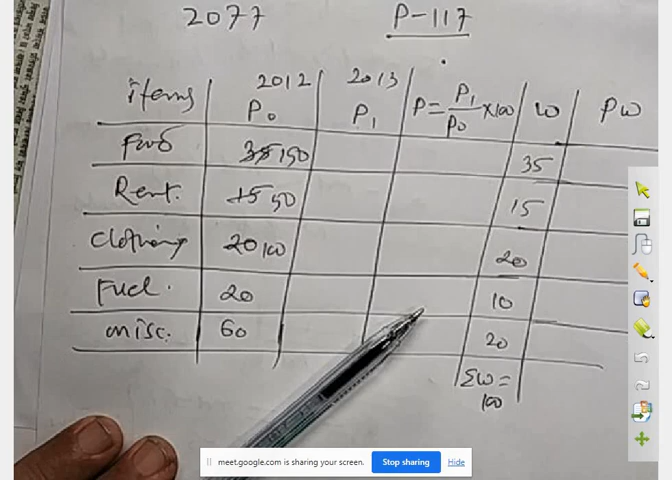 2077 P-117
items 2012 P₀ 2013 P₁ P = P₁/P₀ ×100 W PW
Food 35 150 35
Rent. 15 50 15
Clothing 20 100 20
Fuel. 20 10
misc. 60 20
ΣW = 100
meet.google.com is sharing your screen. Stop sharing Hide